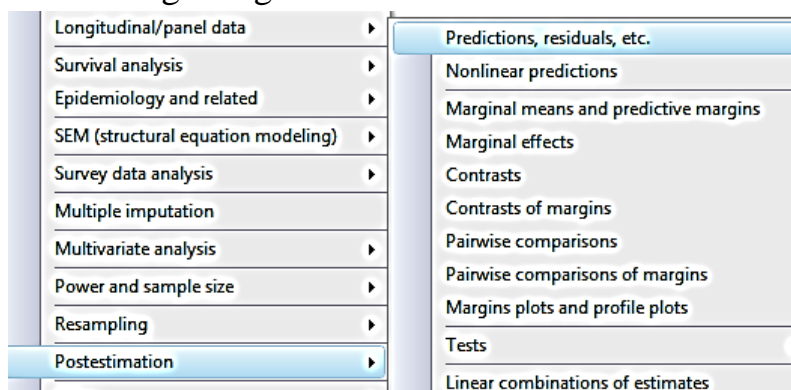 Longitudinal/panel data
Survival analysis
Epidemiology and related
SEM (structural equation modeling)
Survey data analysis
Multiple imputation
Multivariate analysis
Power and sample size
Resampling
Postestimation
Predictions, residuals, etc.
Nonlinear predictions
Marginal means and predictive margins
Marginal effects
Contrasts
Contrasts of margins
Pairwise comparisons
Pairwise comparisons of margins
Margins plots and profile plots
Tests
Linear combinations of estimates